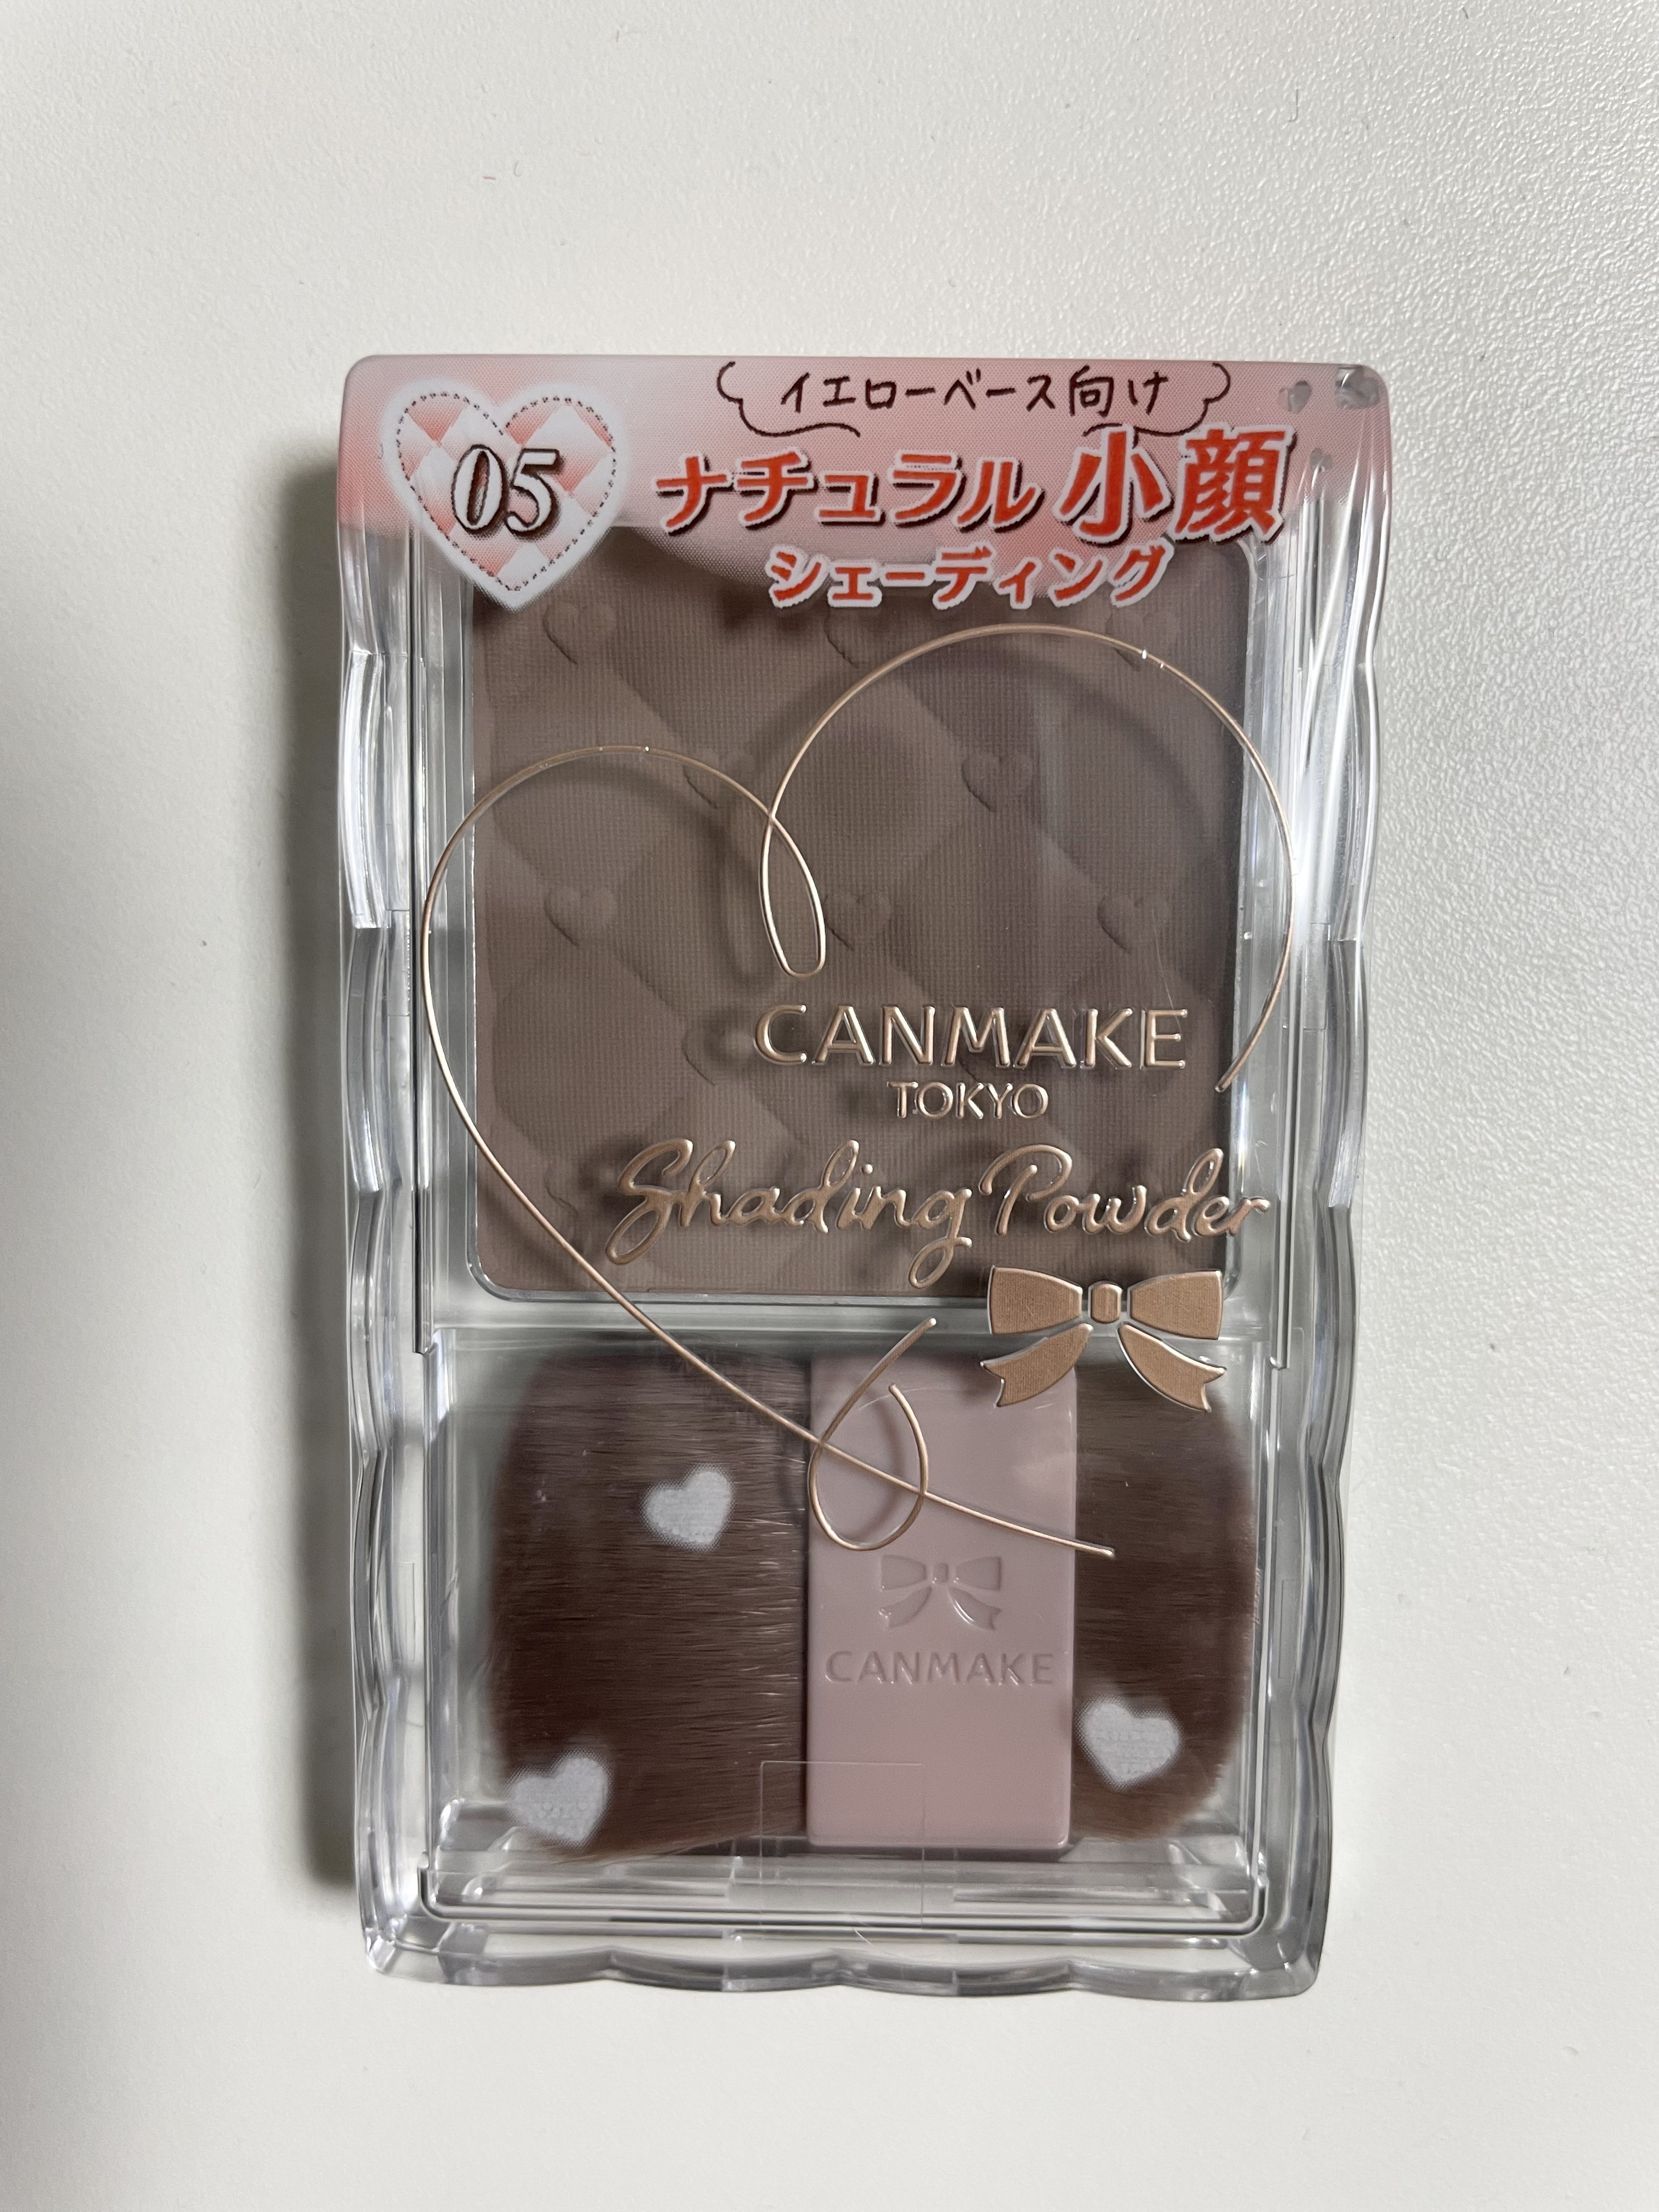 イエローベース向け
05
ナチュラル小顔
シェーディング
CANMAKE
TOKYO
Shading Powder
CANMAKE